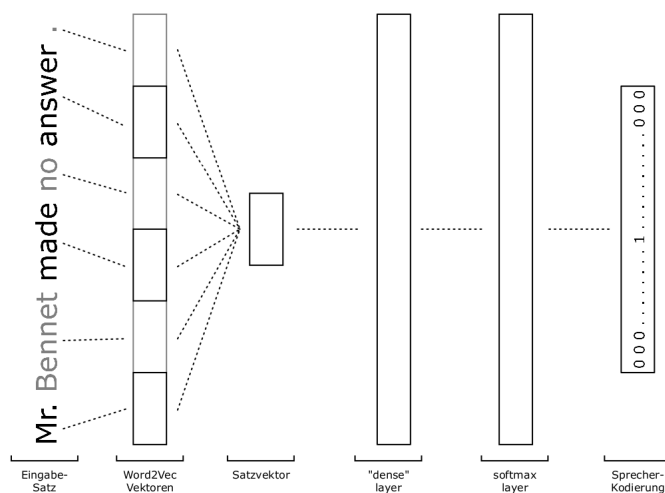 Mr. Bennet made no answer .
000.......1...........000
Eingabe-
Satz
Word2Vec
Vektoren
Satzvektor
"dense"
layer
softmax
layer
Sprecher-
Kodierung